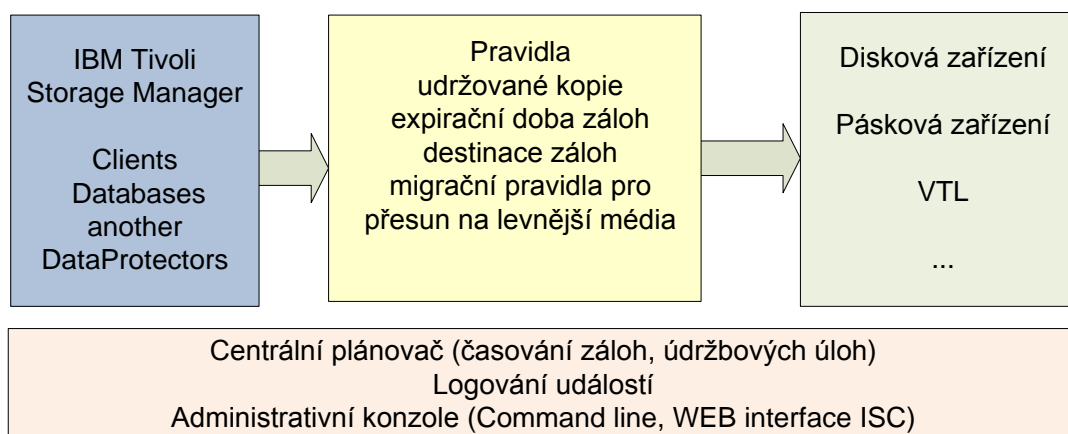 IBM Tivoli
Storage Manager
Clients
Databases
another
DataProtectors
Pravidla
udržované kopie
expirační doba záloh
destinace záloh
migrační pravidla pro
přesun na levnější média
Disková zařízení
Pásková zařízení
VTL
...
Centrální plánovač (časování záloh, údržbových úloh)
Logování událostí
Administrativní konzole (Command line, WEB interface ISC)